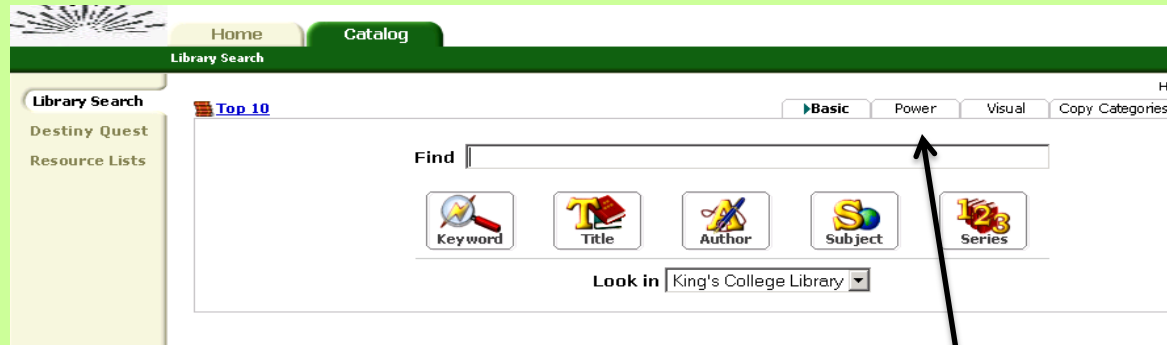 Home Catalog
Library Search
H
Library Search
Top 10
Basic Power Visual Copy Categories
Destiny Quest
Resource Lists
Find
Keyword Title Author Subject Series
Look in King's College Library